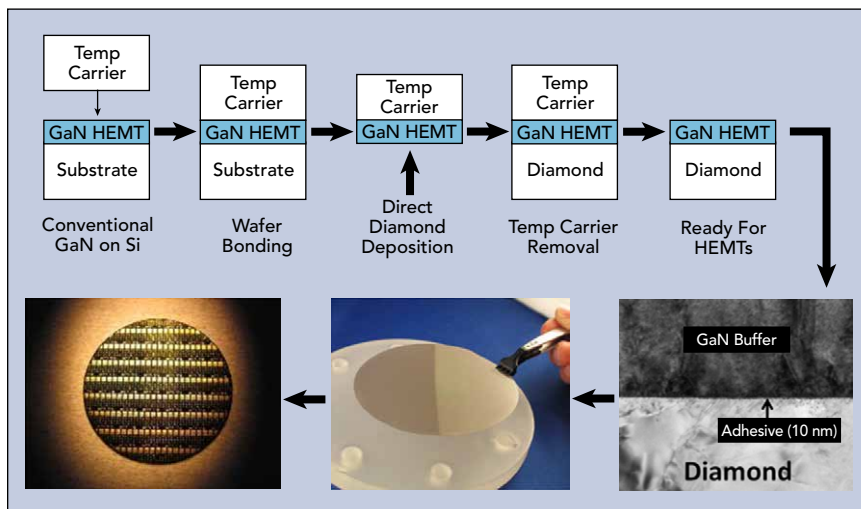 Temp
Carrier
GaN HEMT
Substrate
Conventional
GaN on Si
Temp
Carrier
GaN HEMT
Substrate
Wafer
Bonding
Temp
Carrier
GaN HEMT
Direct
Diamond
Deposition
Temp
Carrier
GaN HEMT
Diamond
Temp Carrier
Removal
GaN HEMT
Diamond
Ready For
HEMTs
GaN Buffer
Adhesive (10 nm)
Diamond